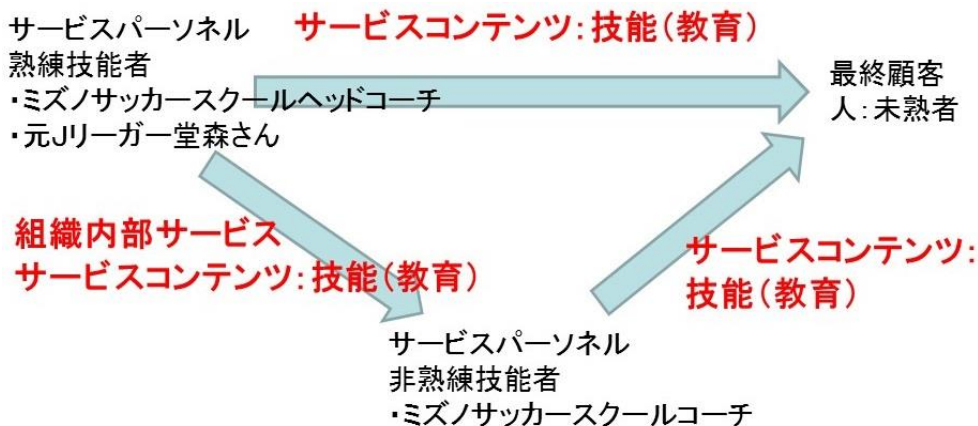 サービスパーソネル
熟練技能者
・ミズノサッカースクールヘッドコーチ
・元Jリーガー堂森さん
サービスコンテンツ:技能(教育)
最終顧客
人:未熟者
組織内部サービス
サービスコンテンツ:技能(教育)
サービスコンテンツ:
技能(教育)
サービスパーソネル
非熟練技能者
・ミズノサッカースクールコーチ